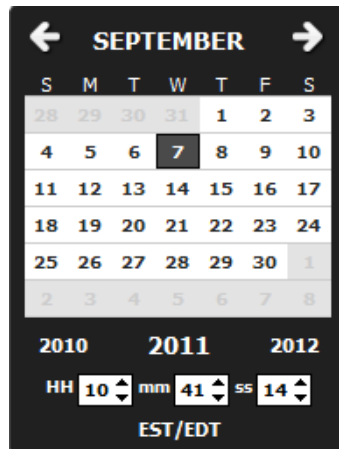 SEPTEMBER
S M T W T F S
28 29 30 31 1 2 3
4 5 6 7 8 9 10
11 12 13 14 15 16 17
18 19 20 21 22 23 24
25 26 27 28 29 30 1
2 3 4 5 6 7 8
2010 2011 2012
HH 10 mm 41 ss 14
EST/EDT